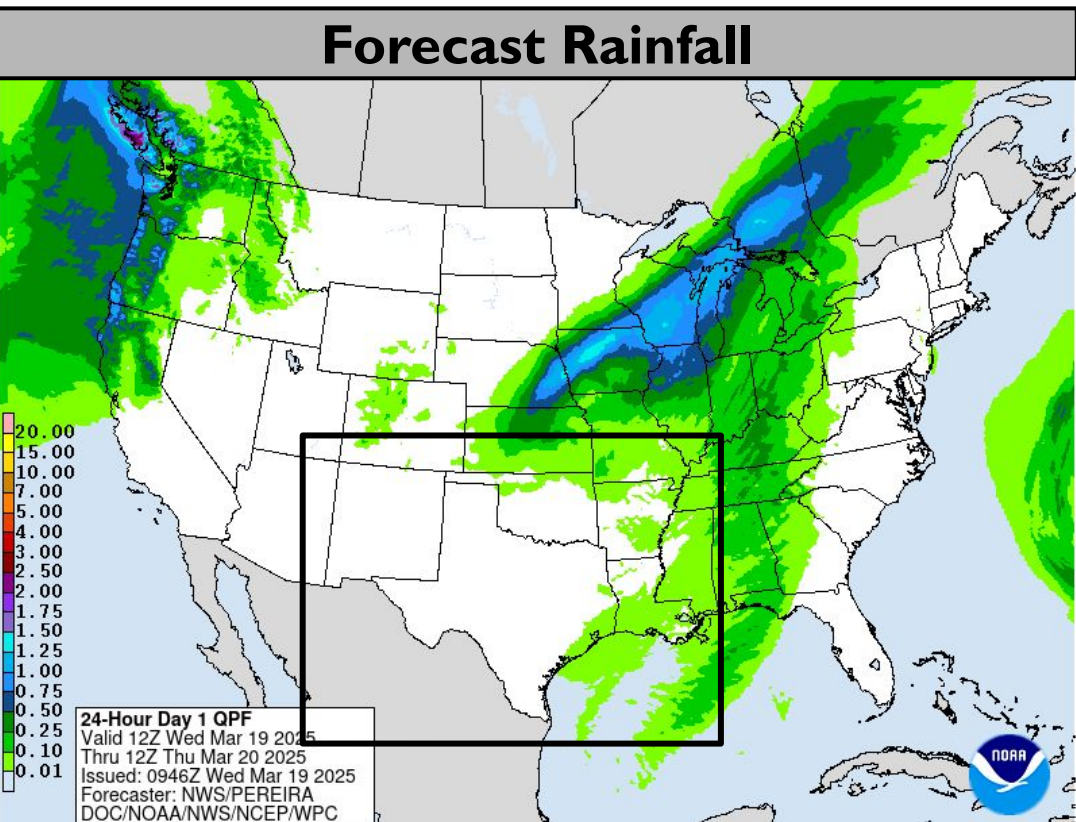 Forecast Rainfall
20.00
15.00
10.00
7.00
5.00
4.00
3.00
2.50
2.00
1.75
1.50
1.25
1.00
0.75
0.50
0.25
0.10
0.01
24-Hour Day 1 QPF
Valid 12Z Wed Mar 19 2025
Thru 12Z Thu Mar 20 2025
Issued: 0946Z Wed Mar 19 2025
Forecaster: NWS/PEREIRA
DOC/NOAA/NWS/NCEP/WPC
NOAA